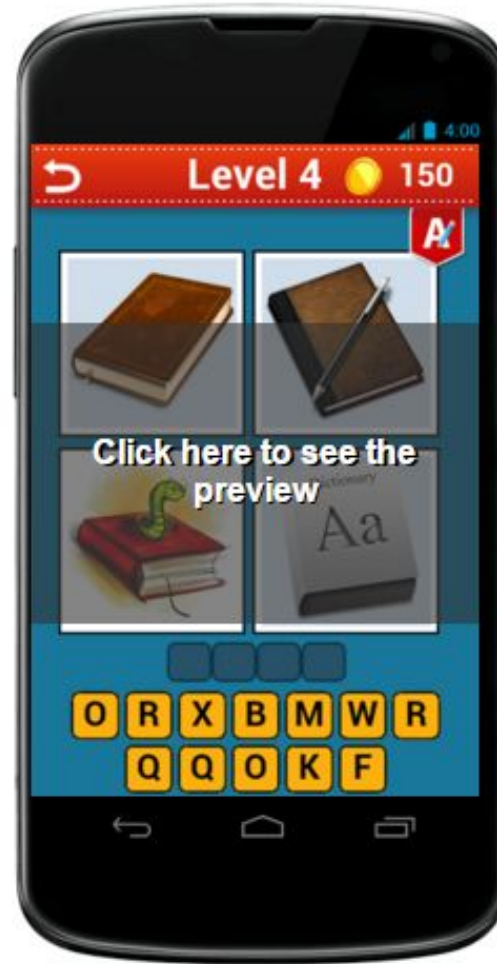 4:00
Level 4 150
A
Click here to see the
preview
Dictionary
Aa
O R X B M W R
Q Q O K F